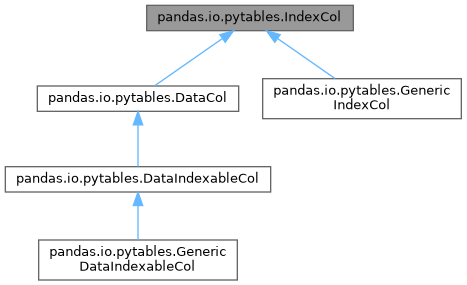 pandas.io.pytables.IndexCol
pandas.io.pytables.DataCol
pandas.io.pytables.Generic
IndexCol
pandas.io.pytables.DataIndexableCol
pandas.io.pytables.Generic
DataIndexableCol